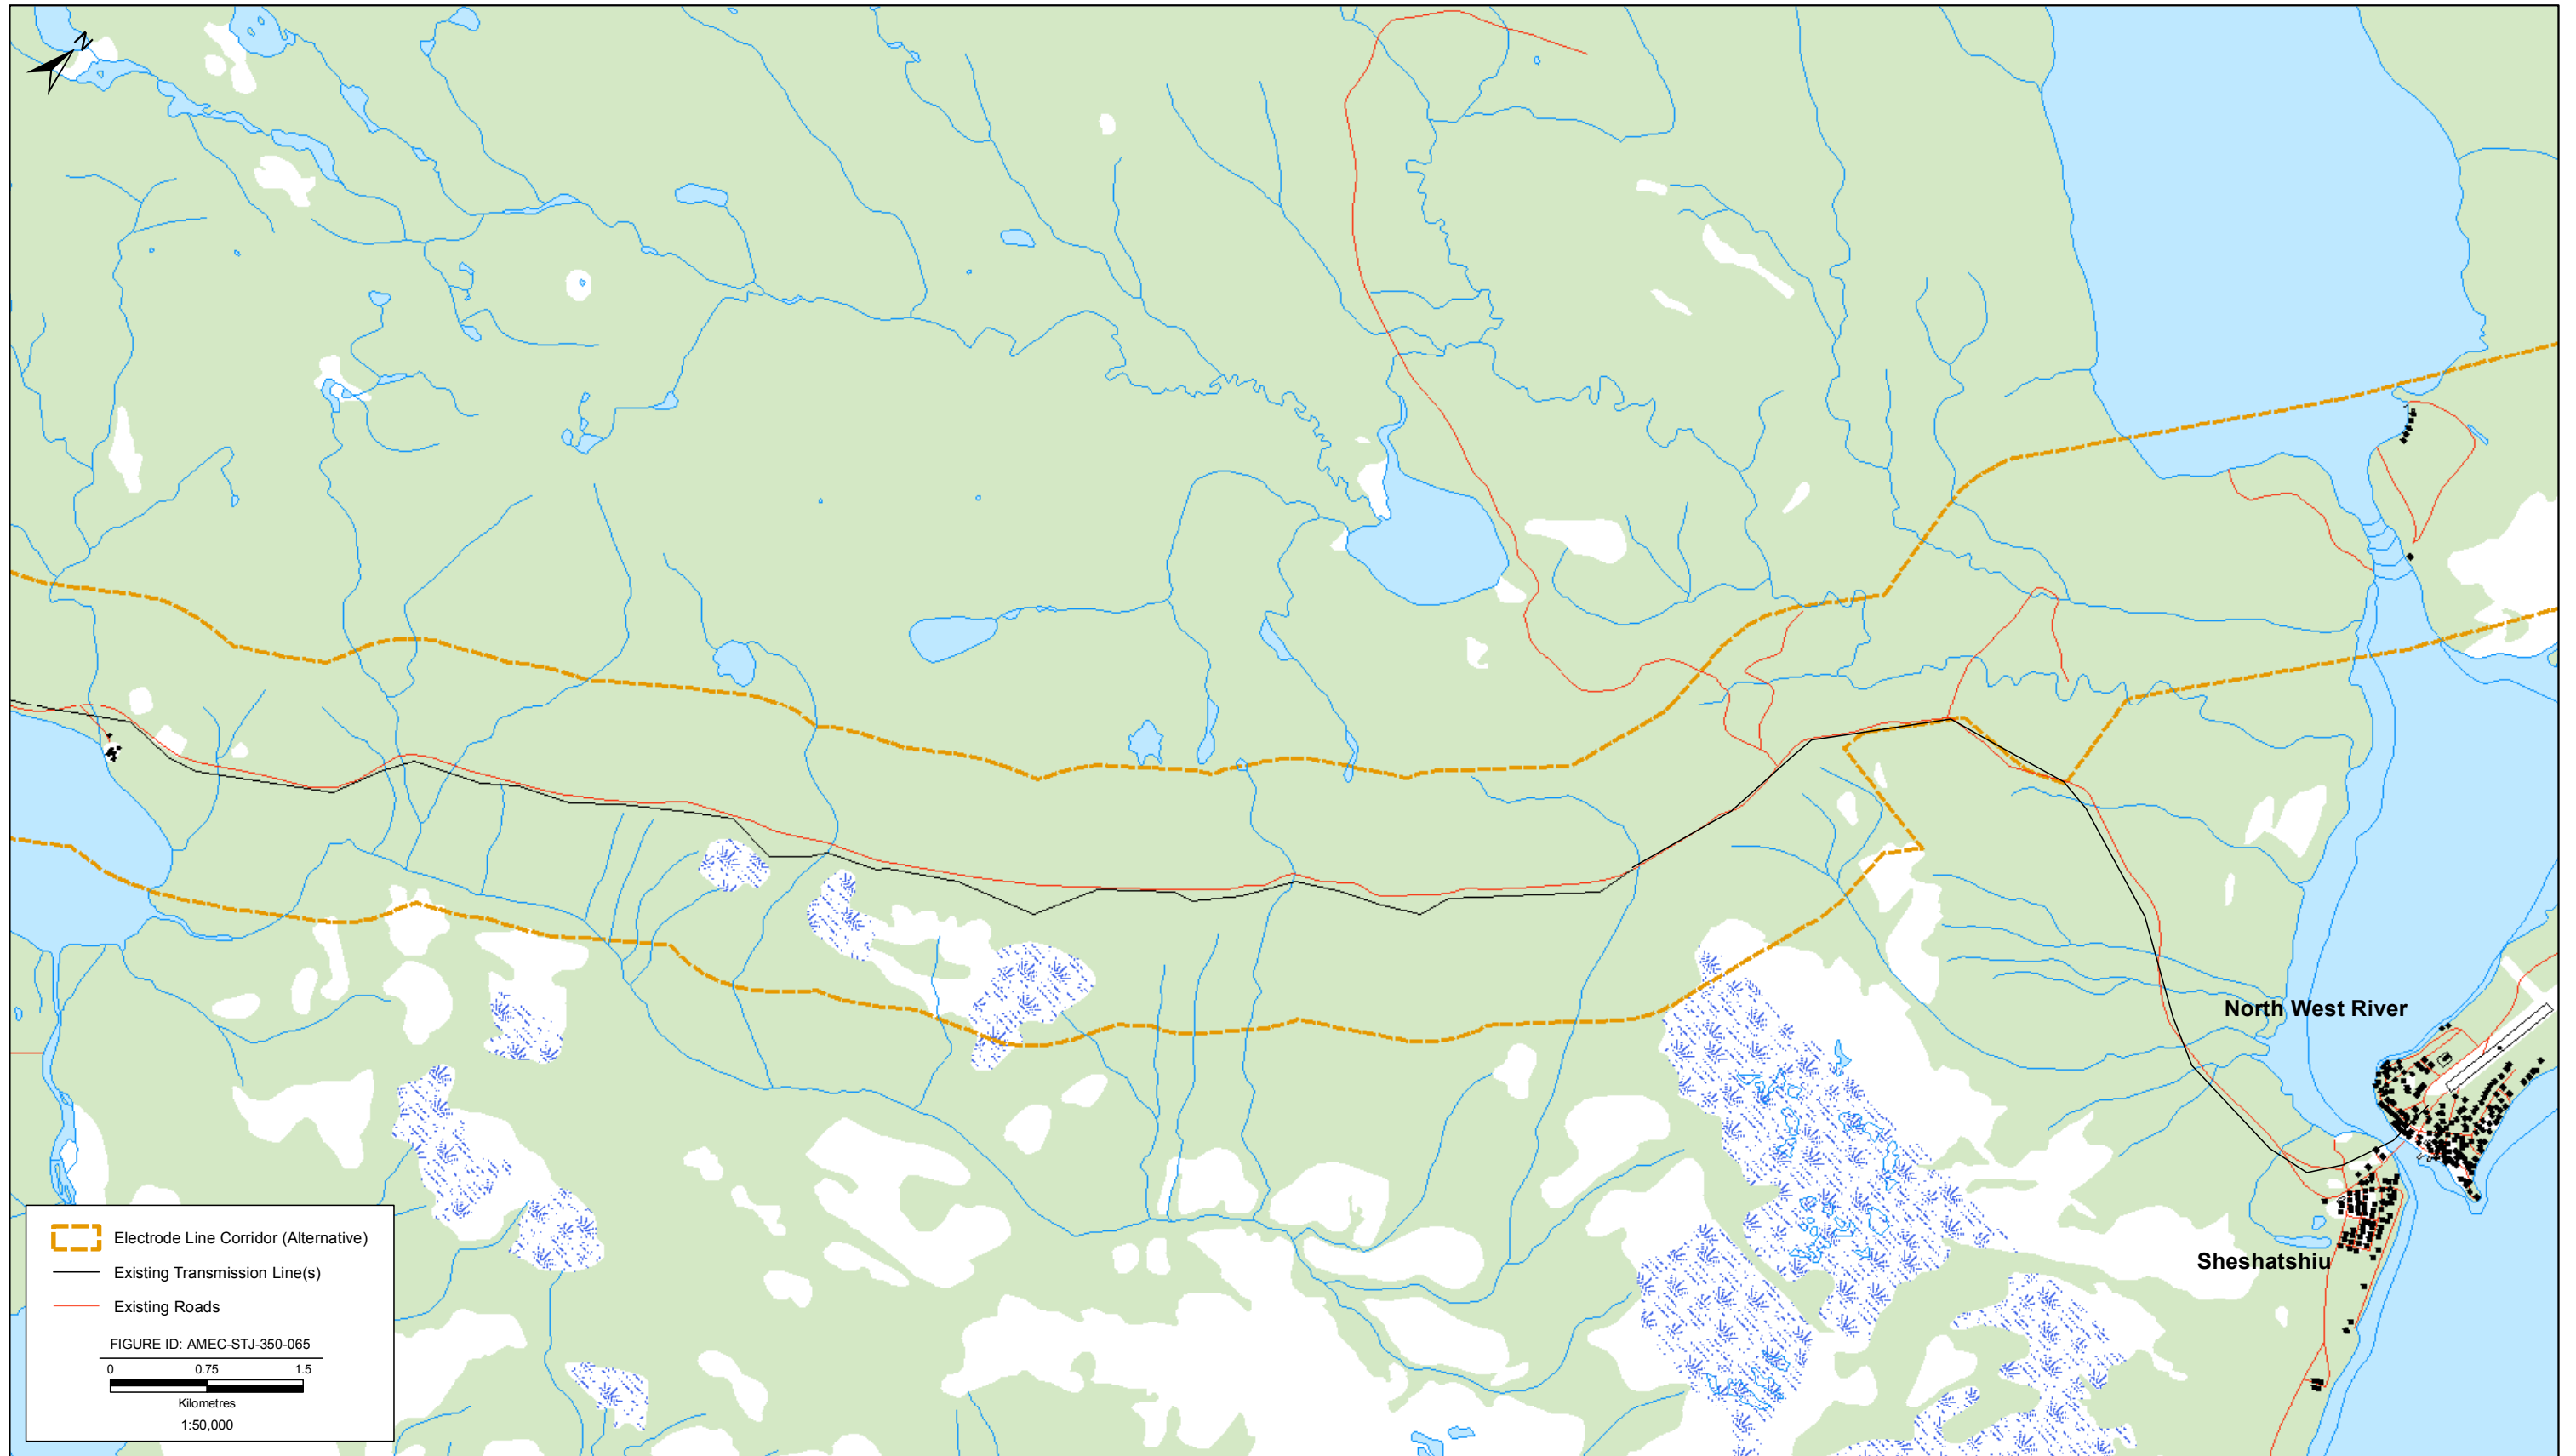 N
North West River
Sheshatshiu
Electrode Line Corridor (Alternative)
Existing Transmission Line(s)
Existing Roads
FIGURE ID: AMEC-STJ-350-065
0 0.75 1.5
Kilometres
1:50,000